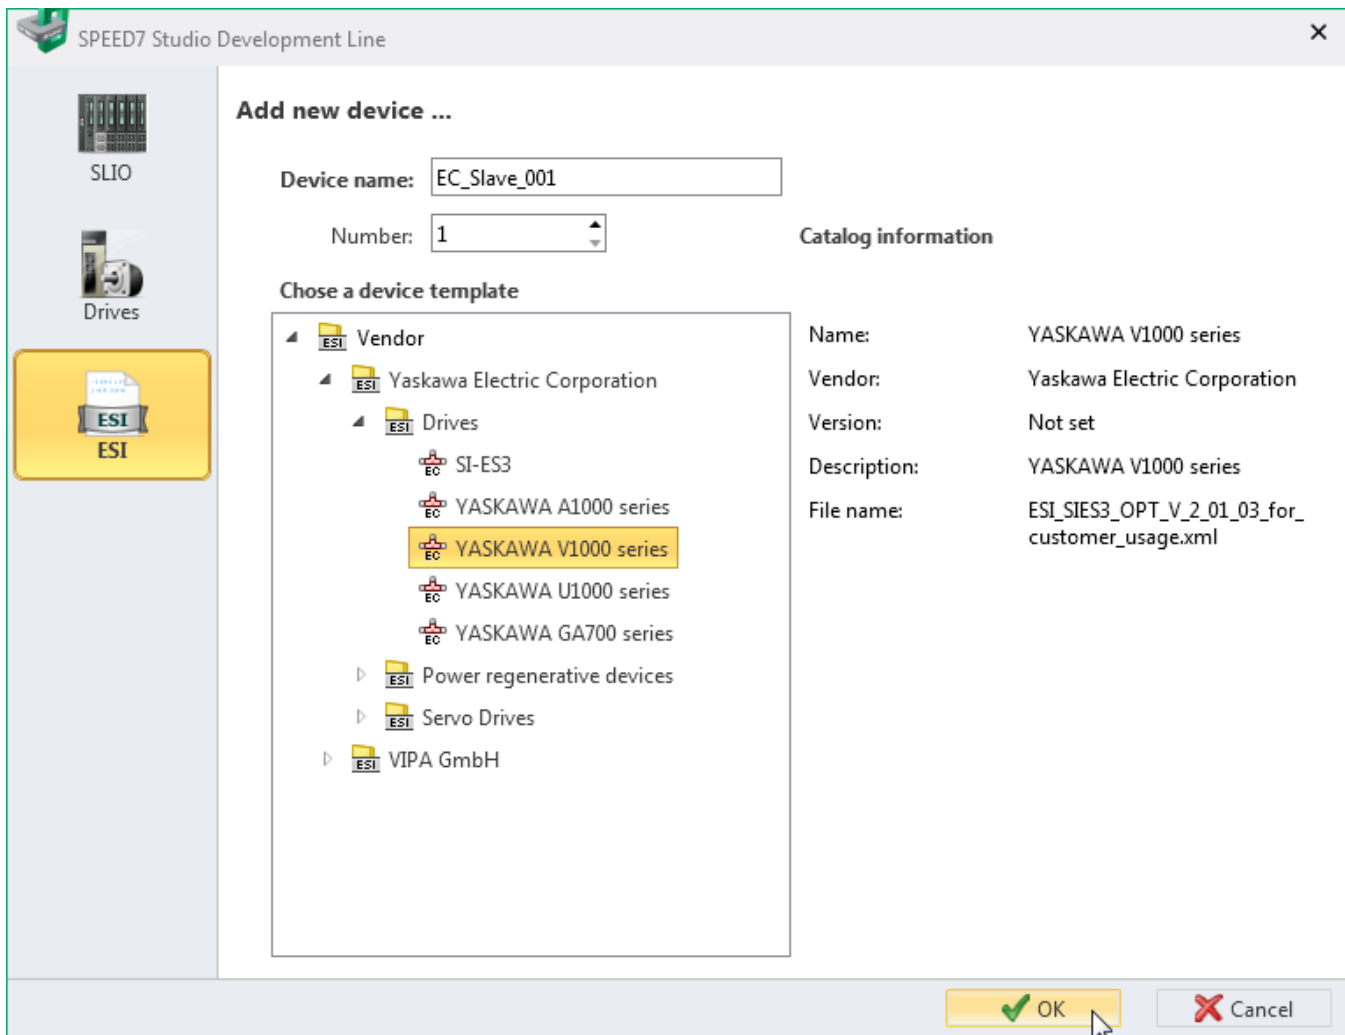 SPEED7 Studio Development Line
SLIO
Drives
ESI
ESI
Add new device ...
Device name: EC_Slave_001
Number: 1
Chose a device template
ESI Vendor
ESI Yaskawa Electric Corporation
ESI Drives
EC SI-ES3
EC YASKAWA A1000 series
EC YASKAWA V1000 series
EC YASKAWA U1000 series
EC YASKAWA GA700 series
ESI Power regenerative devices
ESI Servo Drives
ESI VIPA GmbH
Catalog information
Name: YASKAWA V1000 series
Vendor: Yaskawa Electric Corporation
Version: Not set
Description: YASKAWA V1000 series
File name: ESI_SIES3_OPT_V_2_01_03_for_
customer_usage.xml
OK
Cancel